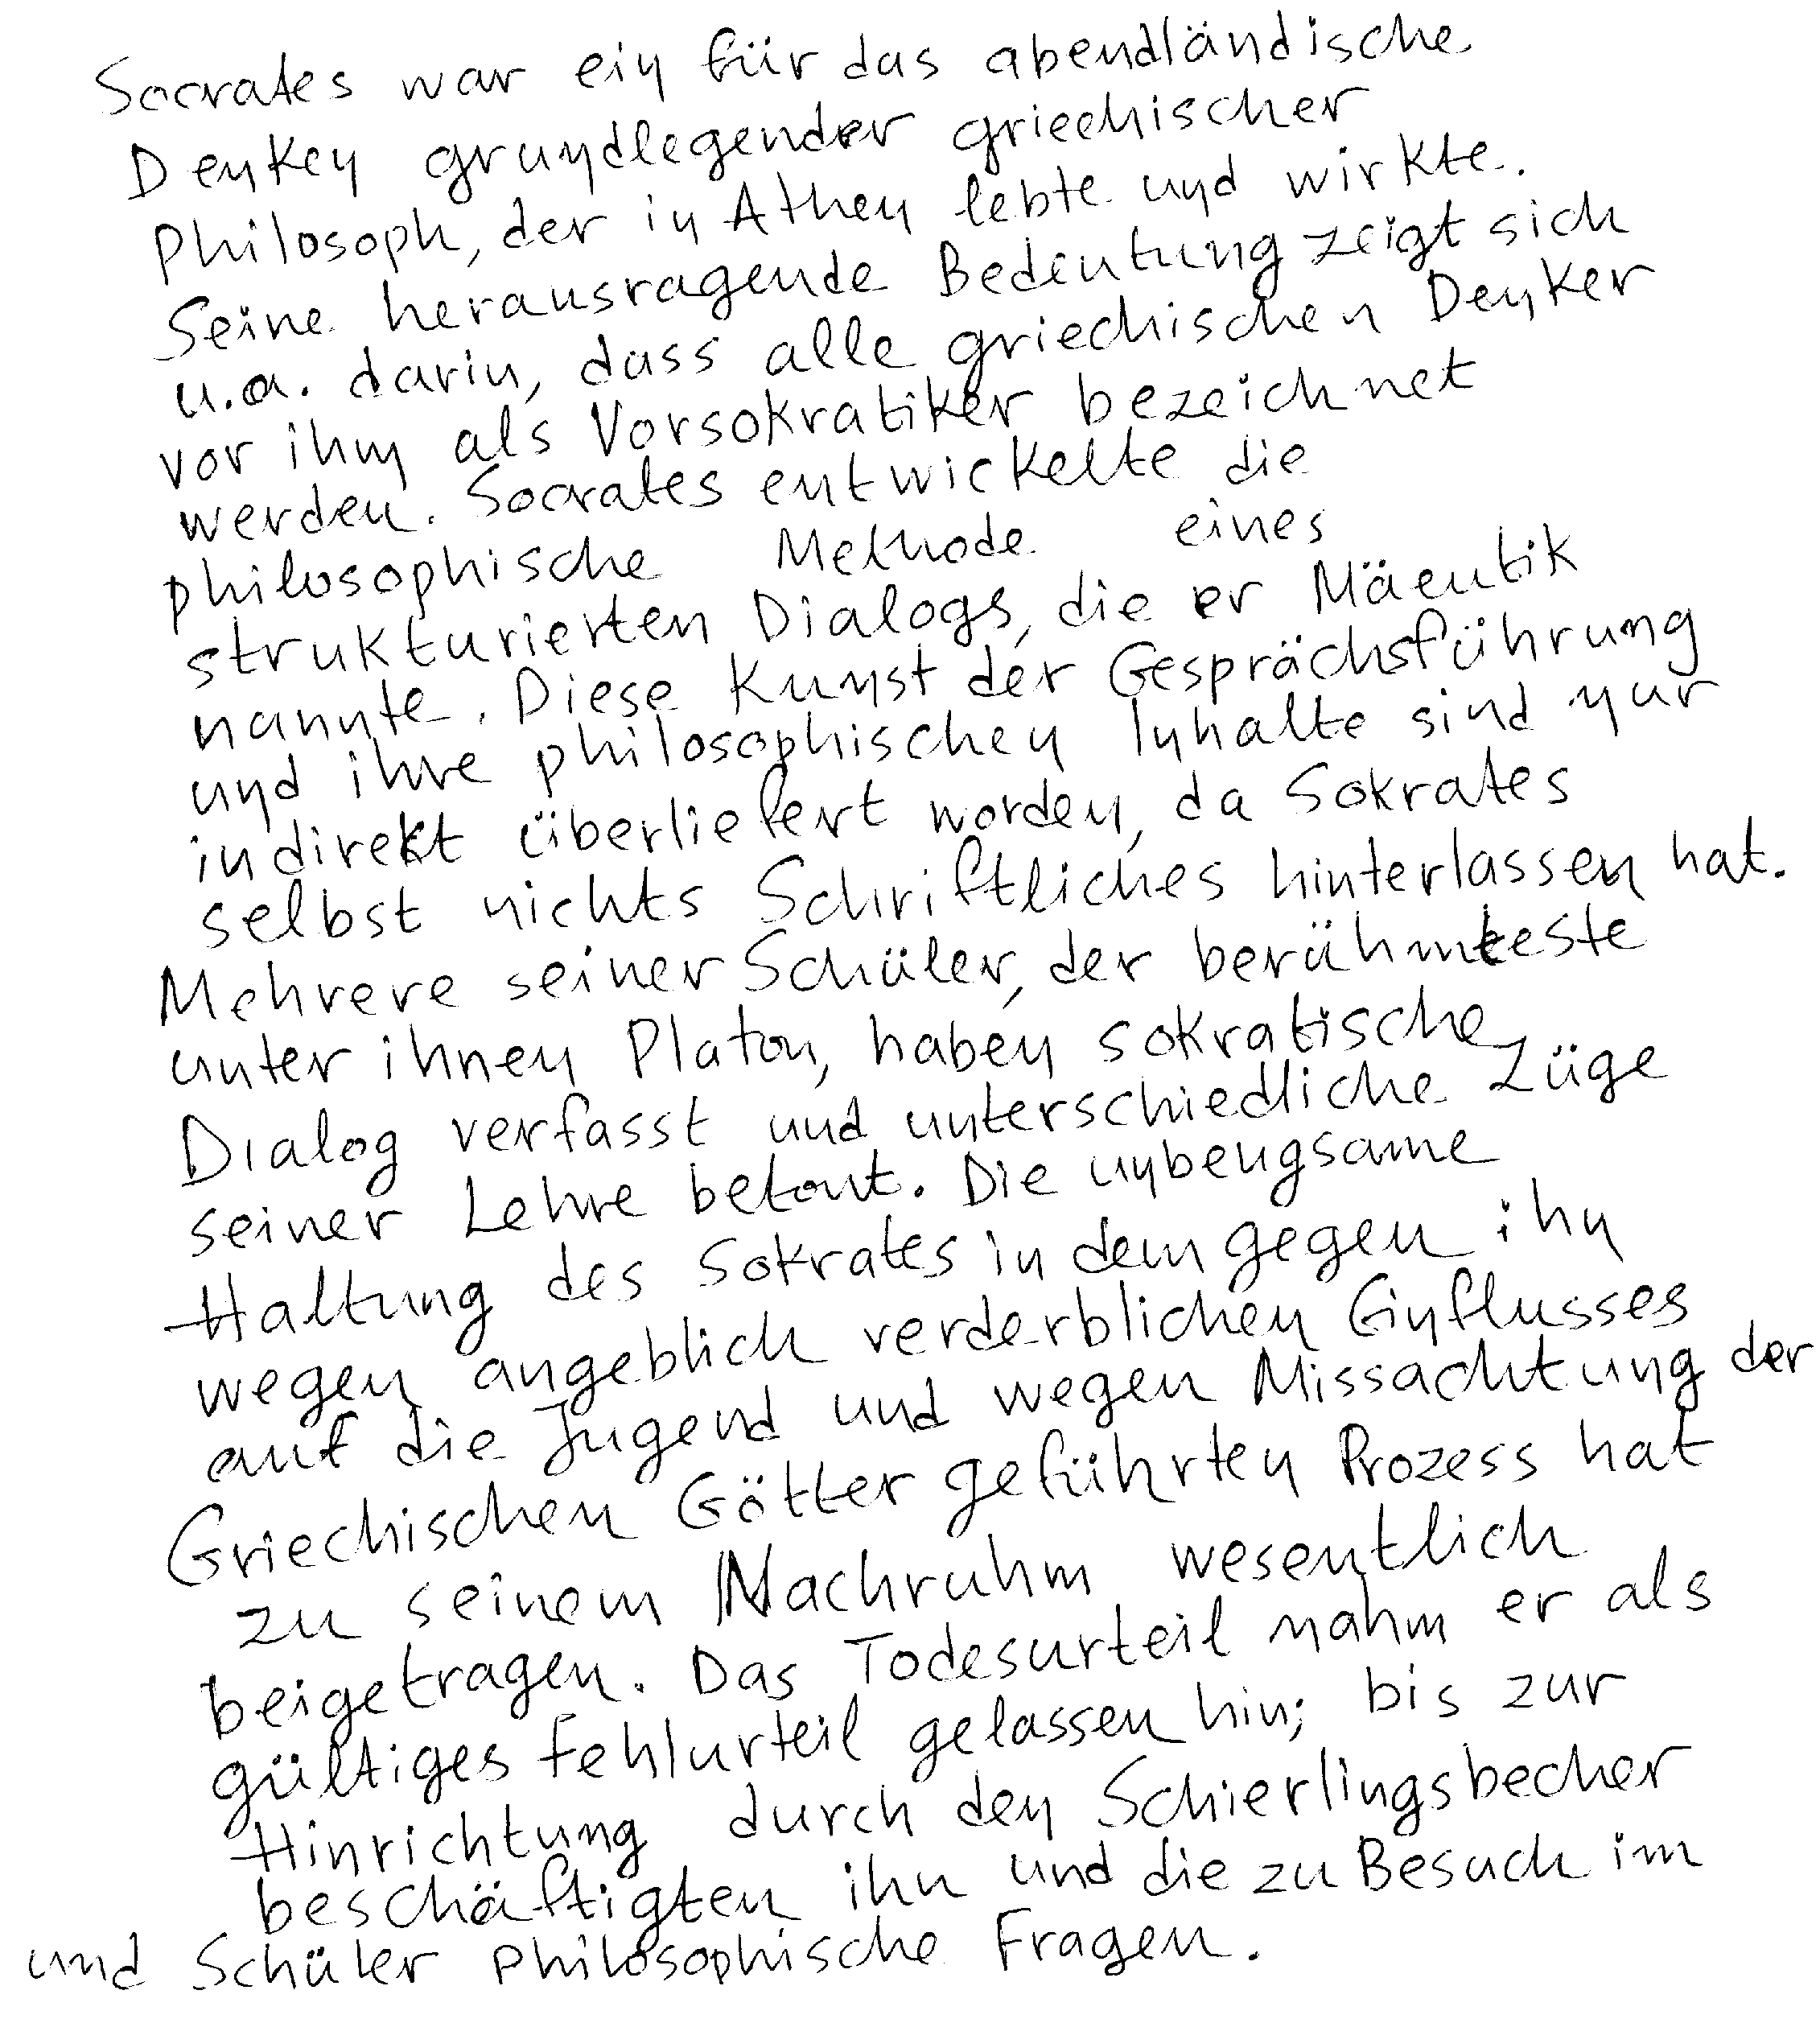 Socrates war ein für das abendländische
Denken grundlegender griechischer
Philosoph, der in Athen lebte und wirkte.
Seine herausragende Bedeutung zeigt sich
u.a. darin, dass alle griechischen Denker
vor ihm als Vorsokratiker bezeichnet
werden. Socrates entwickelte die
philosophische Methode eines
strukturierten Dialogs, die er Mäeutik
nannte. Diese Kunst der Gesprächsführung
und ihre philosophischen Inhalte sind nur
indirekt überliefert worden, da Sokrates
selbst nichts Schriftliches hinterlassen hat.
Mehrere seiner Schüler, der berühmteste
unter ihnen Platon, haben sokratische
Dialog verfasst und unterschiedliche Züge
seiner Lehre betont. Die unbeugsame
Haltung des Sokrates in dem gegen ihn
wegen angeblich verderblichen Einflusses
auf die Jugend und wegen Missachtung der
Griechischen Götter geführten Prozess hat
zu seinem Nachruhm wesentlich
beigetragen. Das Todesurteil nahm er als
gültiges Fehlurteil gelassen hin; bis zur
Hinrichtung durch den Schierlingsbecher
beschäftigten ihn und die zu Besuch im
und Schüler philosophische Fragen.